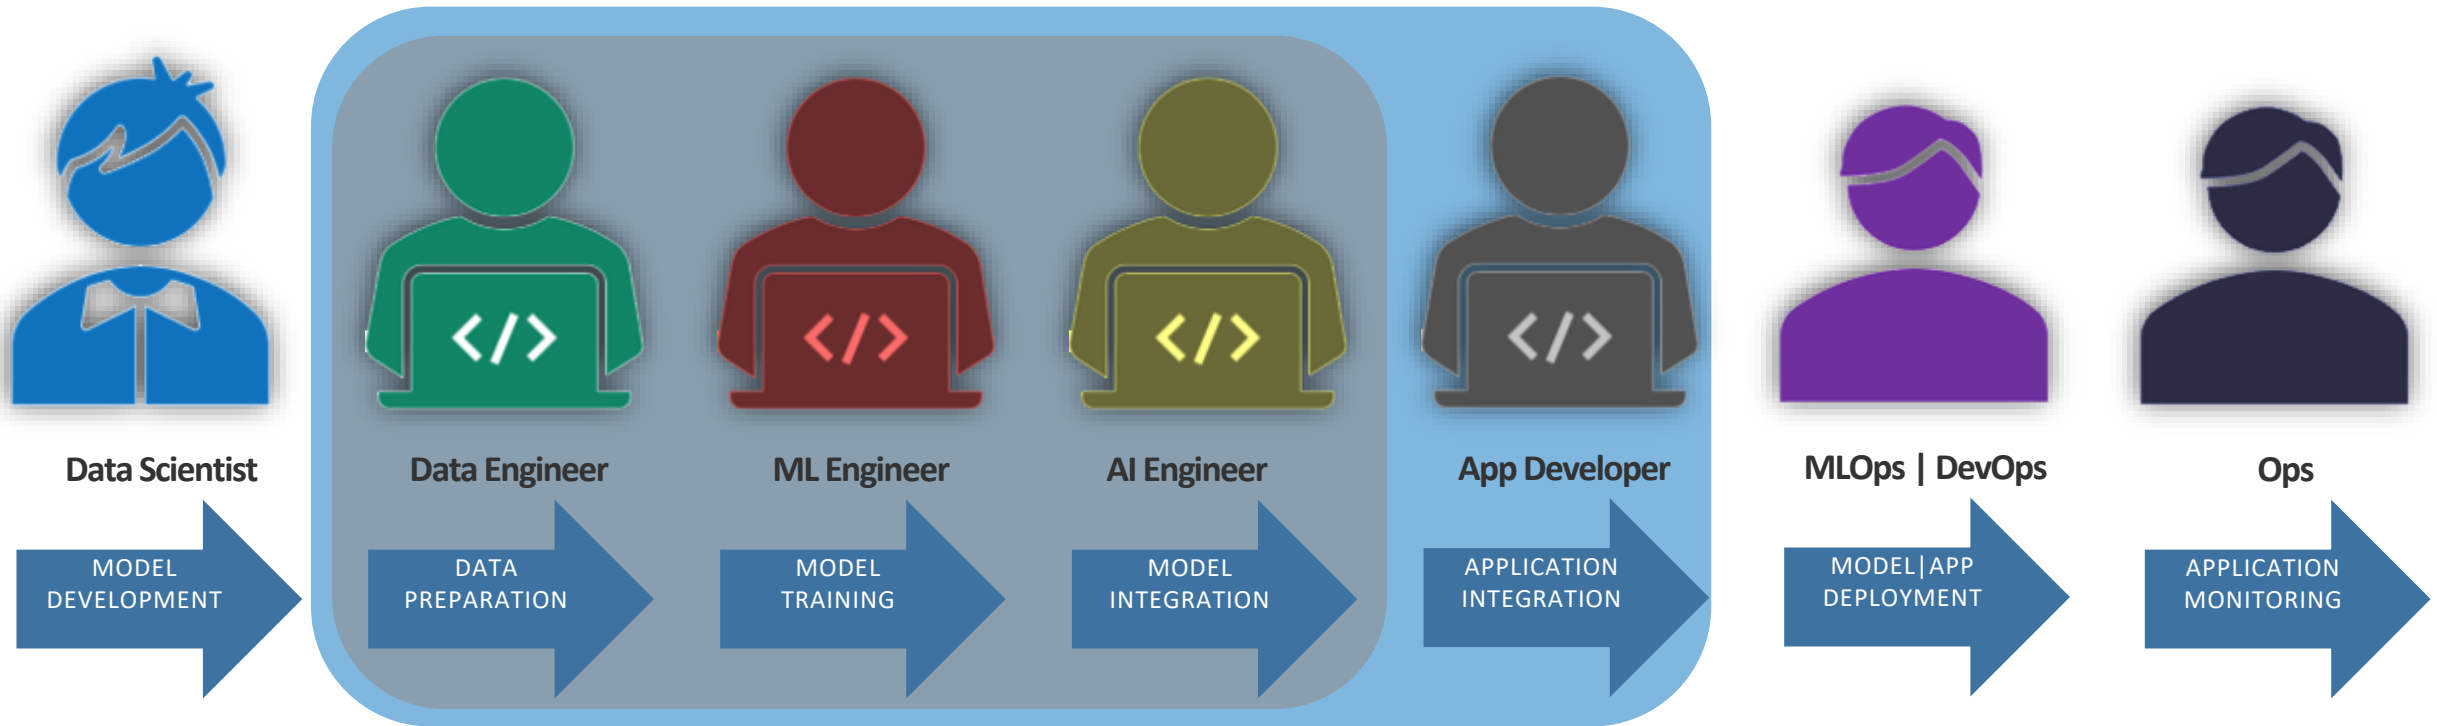 </>
</>
</>
</>
Data Scientist
Data Engineer
ML Engineer
AI Engineer
App Developer
MLOps | DevOps
Ops
MODEL
DEVELOPMENT
DATA
PREPARATION
MODEL
TRAINING
MODEL
INTEGRATION
APPLICATION
INTEGRATION
MODEL|APP
DEPLOYMENT
APPLICATION
MONITORING